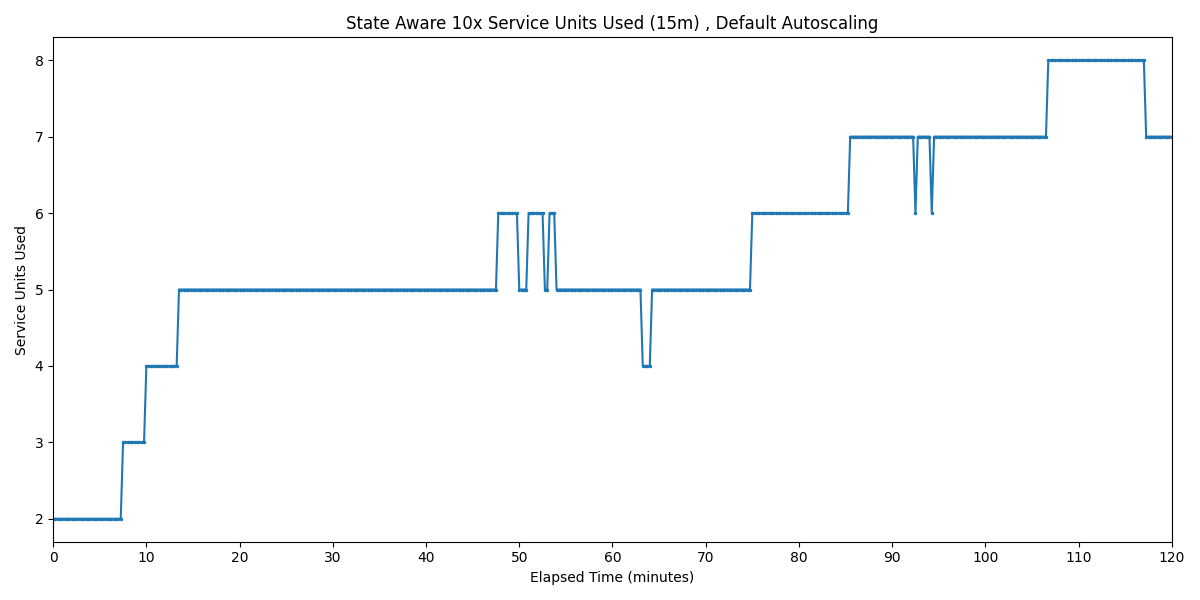 State Aware 10x Service Units Used (15m) , Default Autoscaling
8
7
6
5
4
3
2
Service Units Used
0 10 20 30 40 50 60 70 80 90 100 110 120
Elapsed Time (minutes)